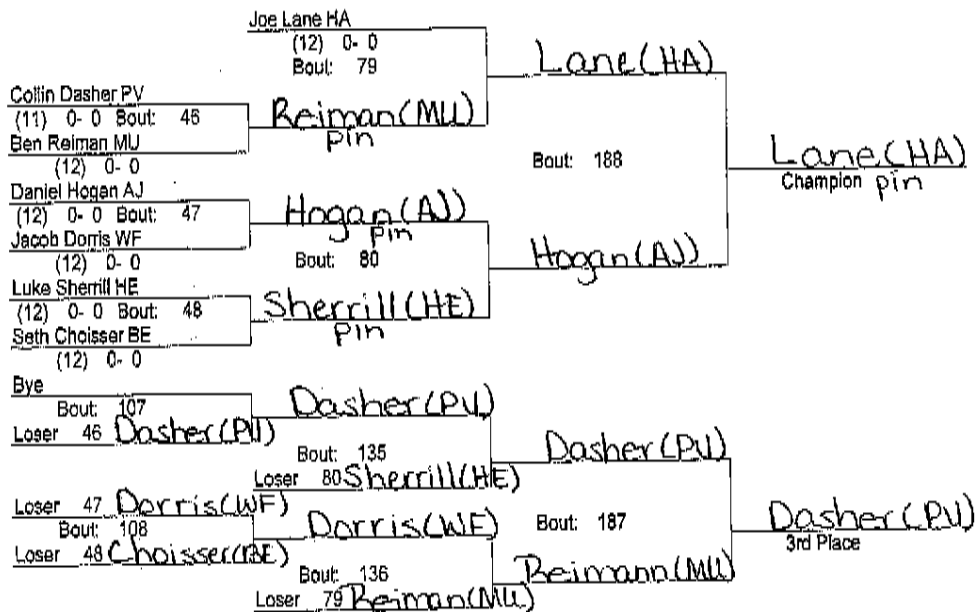 Joe Lane HA
(12) 0- 0
Bout: 79
Lane (HA)
Collin Dasher PV
(11) 0- 0 Bout: 46
Reiman (MU)
pin
Ben Reiman MU
(12) 0- 0
Bout: 188
Lane (HA)
Champion pin
Daniel Hogan AJ
(12) 0- 0 Bout: 47
Hogan (AJ)
pin
Jacob Dorris WF
(12) 0- 0
Bout: 80
Hogan (AJ)
Luke Sherrill HE
(12) 0- 0 Bout: 48
Sherrill (HE)
pin
Seth Choisser BE
(12) 0- 0
Bye
Bout: 107
Dasher (PV)
Loser 46 Dasher (PV)
Bout: 135
Dasher (PV)
Loser 80 Sherrill (HE)
Loser 47 Dorris (WF)
Bout: 108
Dorris (WF)
Bout: 187
Dasher (PV)
3rd Place
Loser 48 Choisser (BE)
Bout: 136
Reimann (MU)
Loser 79 Reiman (MU)